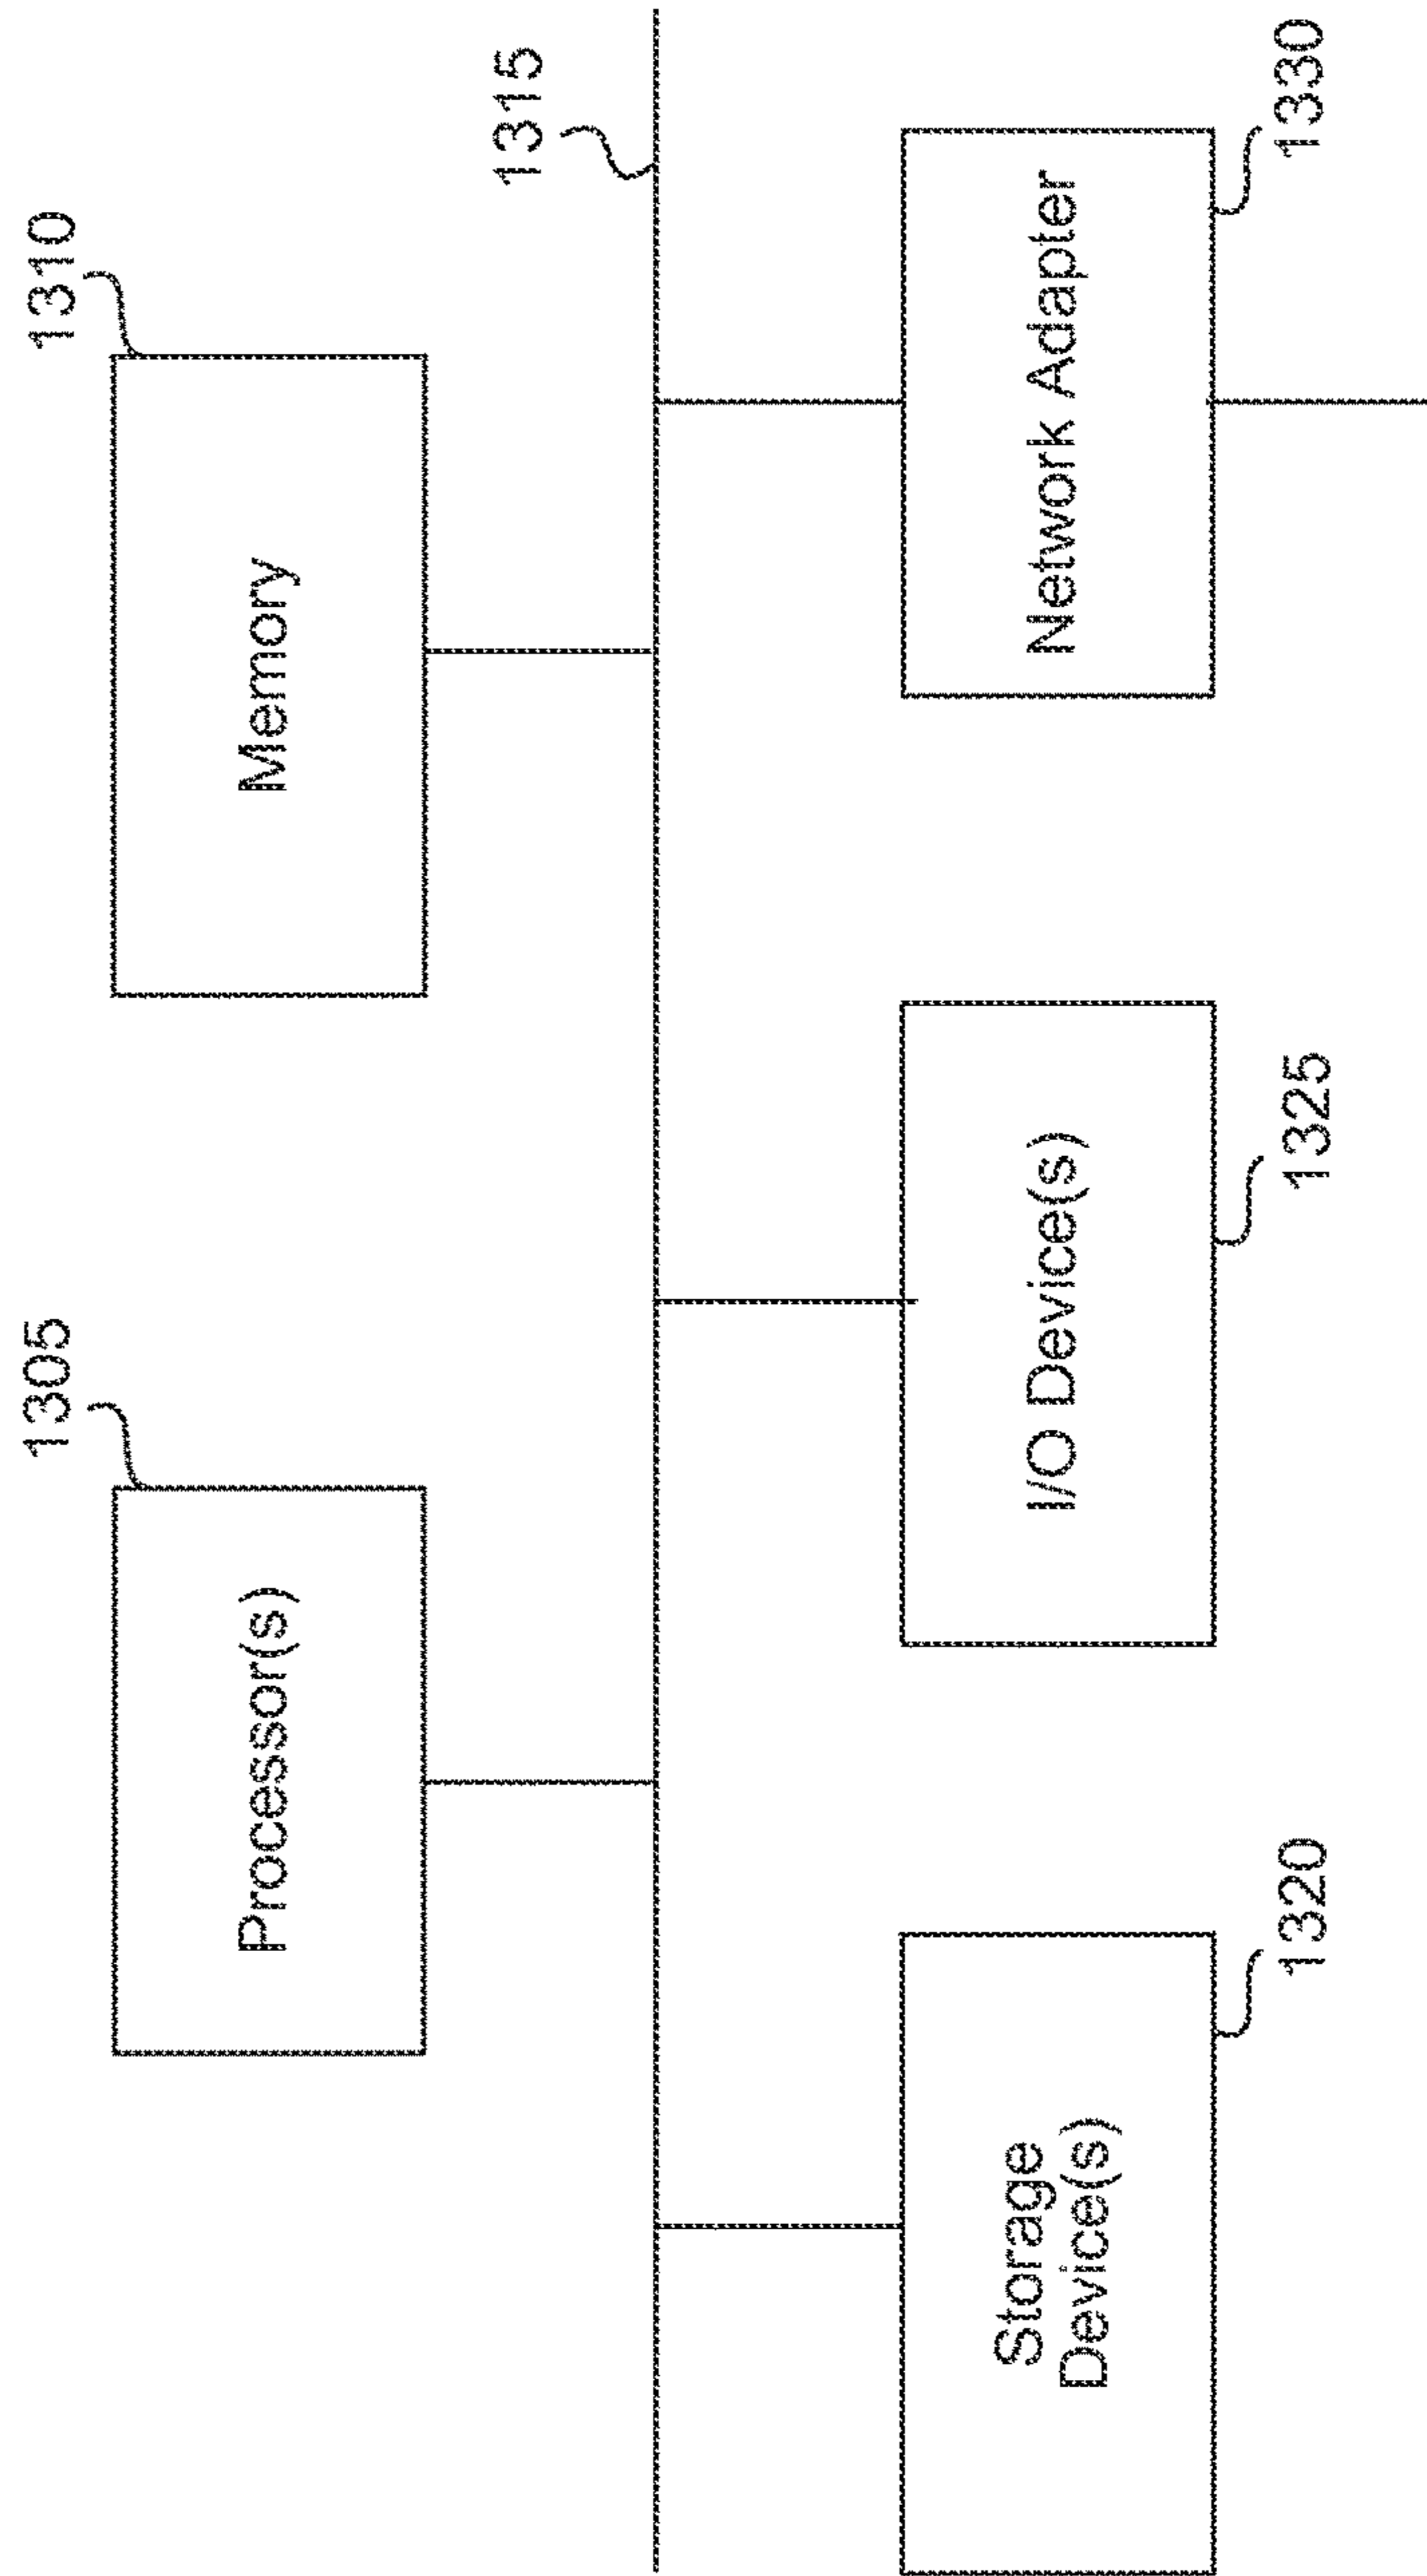 1305
1310
Processor(s)
Memory
1315
Storage
Device(s)
I/O Device(s)
Network Adapter
1320
1325
1330